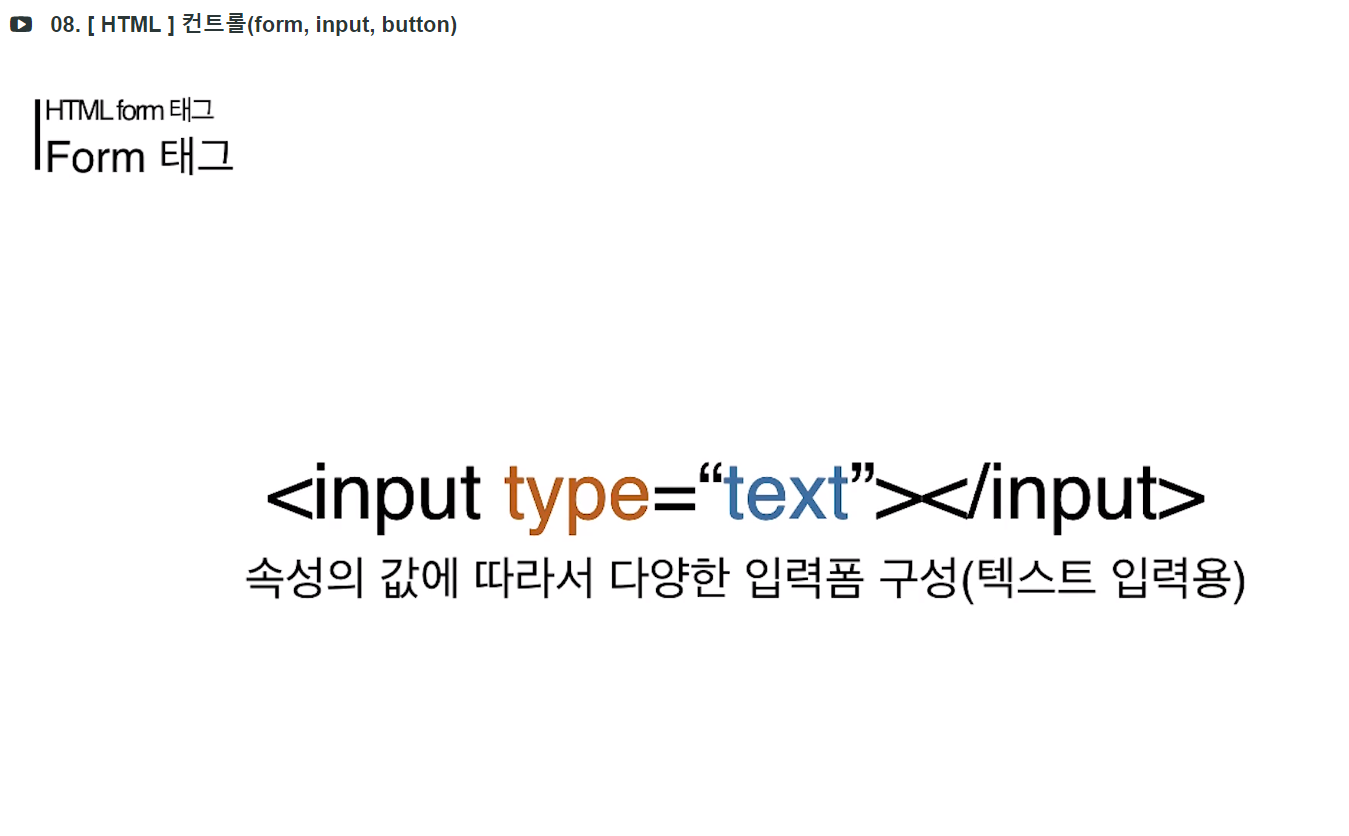 08. [ HTML ] 컨트롤(form, input, button)
HTML form 태그
Form 태그
<input type=“text”></input>
속성의 값에 따라서 다양한 입력폼 구성(텍스트 입력용)